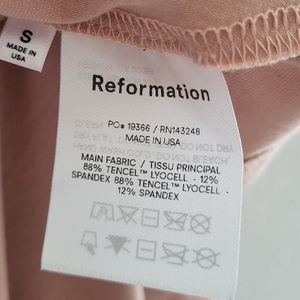 S
MADE IN
USA
Reformation
PO# 19366 / RN143248
MADE IN USA
MAIN FABRIC / TISSU PRINCIPAL
88% TENCEL™ LYOCELL - 12%
SPANDEX 88% TENCEL™ LYOCELL -
12% SPANDEX